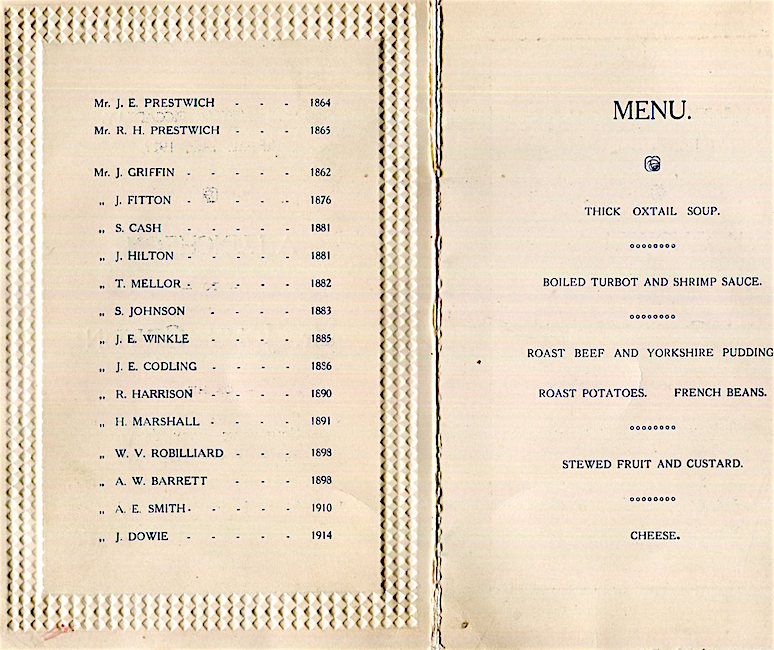 Mr. J. E. PRESTWICH - - - 1864
Mr. R. H. PRESTWICH - - - 1865
Mr. J. GRIFFIN - - - - - 1862
„ J. FITTON - - - - - 1876
„ S. CASH - - - - - 1881
„ J. HILTON - - - - - 1881
„ T. MELLOR - - - - - 1882
„ S. JOHNSON - - - - 1883
„ J. E. WINKLE - - - - 1885
„ J. E. CODLING - - - - 1886
„ R. HARRISON - - - - 1890
„ H. MARSHALL - - - - 1891
„ W. V. ROBILLIARD - - - 1898
„ A. W. BARRETT - - - 1898
„ A. E. SMITH - - - - - 1910
„ J. DOWIE - - - - - 1914
MENU.
THICK OXTAIL SOUP.
BOILED TURBOT AND SHRIMP SAUCE.
ROAST BEEF AND YORKSHIRE PUDDING
ROAST POTATOES. FRENCH BEANS.
STEWED FRUIT AND CUSTARD.
CHEESE.